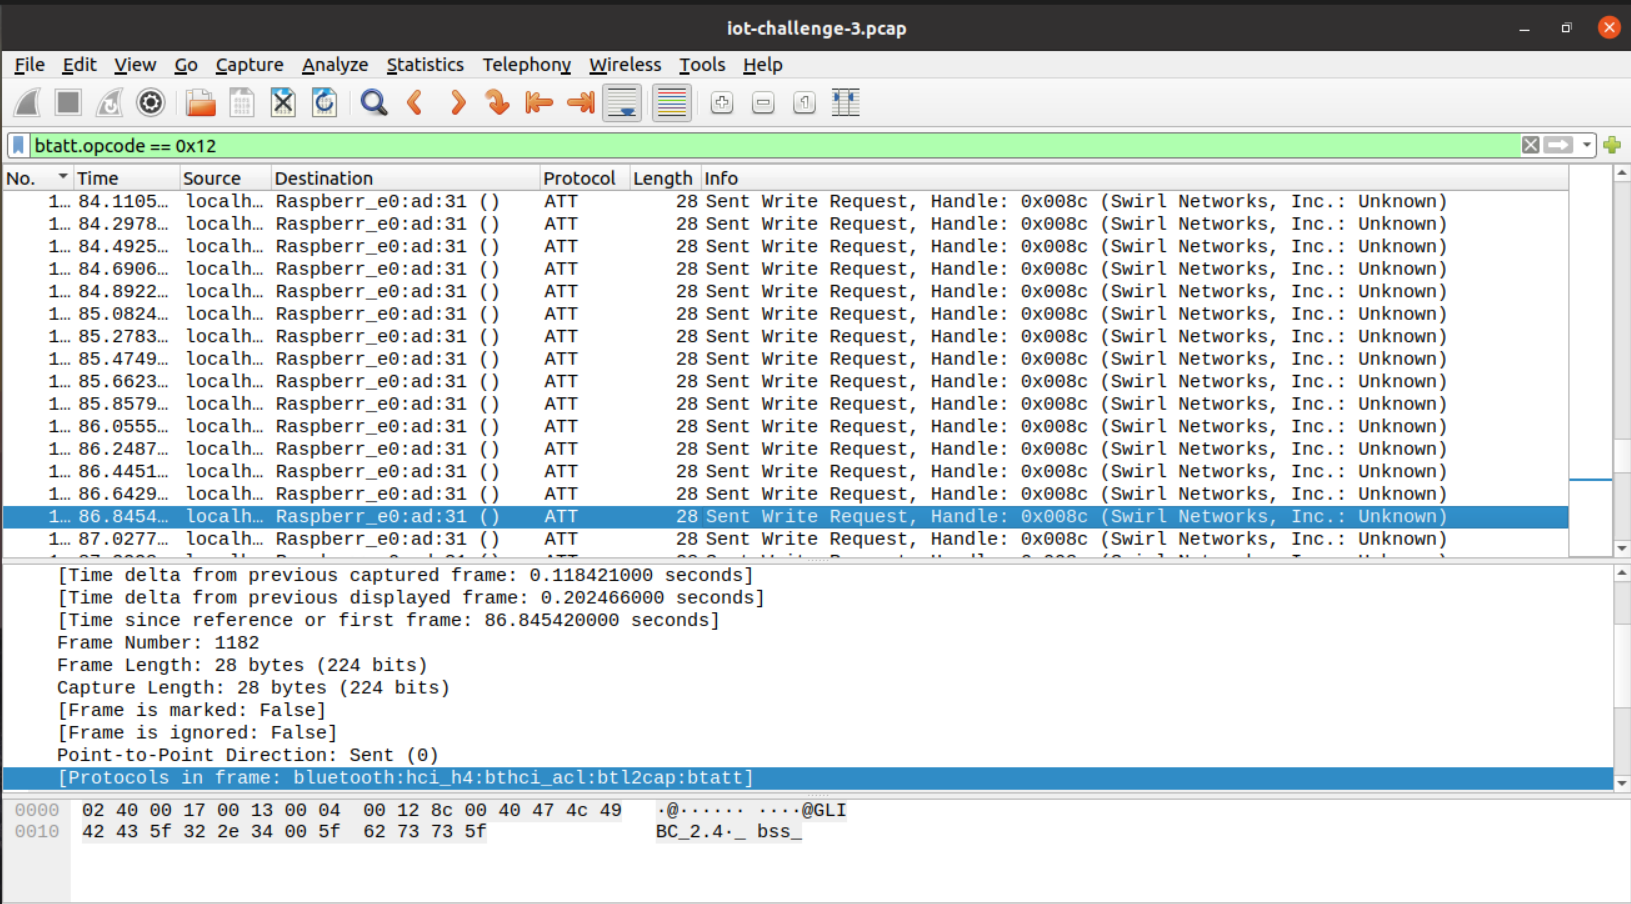 iot-challenge-3.pcap
File Edit View Go Capture Analyze Statistics Telephony Wireless Tools Help
btatt.opcode == 0x12
No. Time Source Destination Protocol Length Info
1… 84.1105… localh… Raspberr_e0:ad:31 () ATT 28 Sent Write Request, Handle: 0x008c (Swirl Networks, Inc.: Unknown)
1… 84.2978… localh… Raspberr_e0:ad:31 () ATT 28 Sent Write Request, Handle: 0x008c (Swirl Networks, Inc.: Unknown)
1… 84.4925… localh… Raspberr_e0:ad:31 () ATT 28 Sent Write Request, Handle: 0x008c (Swirl Networks, Inc.: Unknown)
1… 84.6906… localh… Raspberr_e0:ad:31 () ATT 28 Sent Write Request, Handle: 0x008c (Swirl Networks, Inc.: Unknown)
1… 84.8922… localh… Raspberr_e0:ad:31 () ATT 28 Sent Write Request, Handle: 0x008c (Swirl Networks, Inc.: Unknown)
1… 85.0824… localh… Raspberr_e0:ad:31 () ATT 28 Sent Write Request, Handle: 0x008c (Swirl Networks, Inc.: Unknown)
1… 85.2783… localh… Raspberr_e0:ad:31 () ATT 28 Sent Write Request, Handle: 0x008c (Swirl Networks, Inc.: Unknown)
1… 85.4749… localh… Raspberr_e0:ad:31 () ATT 28 Sent Write Request, Handle: 0x008c (Swirl Networks, Inc.: Unknown)
1… 85.6623… localh… Raspberr_e0:ad:31 () ATT 28 Sent Write Request, Handle: 0x008c (Swirl Networks, Inc.: Unknown)
1… 85.8579… localh… Raspberr_e0:ad:31 () ATT 28 Sent Write Request, Handle: 0x008c (Swirl Networks, Inc.: Unknown)
1… 86.0555… localh… Raspberr_e0:ad:31 () ATT 28 Sent Write Request, Handle: 0x008c (Swirl Networks, Inc.: Unknown)
1… 86.2487… localh… Raspberr_e0:ad:31 () ATT 28 Sent Write Request, Handle: 0x008c (Swirl Networks, Inc.: Unknown)
1… 86.4451… localh… Raspberr_e0:ad:31 () ATT 28 Sent Write Request, Handle: 0x008c (Swirl Networks, Inc.: Unknown)
1… 86.6429… localh… Raspberr_e0:ad:31 () ATT 28 Sent Write Request, Handle: 0x008c (Swirl Networks, Inc.: Unknown)
1… 86.8454… localh… Raspberr_e0:ad:31 () ATT 28 Sent Write Request, Handle: 0x008c (Swirl Networks, Inc.: Unknown)
1… 87.0277… localh… Raspberr_e0:ad:31 () ATT 28 Sent Write Request, Handle: 0x008c (Swirl Networks, Inc.: Unknown)
[Time delta from previous captured frame: 0.118421000 seconds]
[Time delta from previous displayed frame: 0.202466000 seconds]
[Time since reference or first frame: 86.845420000 seconds]
Frame Number: 1182
Frame Length: 28 bytes (224 bits)
Capture Length: 28 bytes (224 bits)
[Frame is marked: False]
[Frame is ignored: False]
Point-to-Point Direction: Sent (0)
[Protocols in frame: bluetooth:hci_h4:bthci_acl:btl2cap:btatt]
0000 02 40 00 17 00 13 00 04 00 12 8c 00 40 47 4c 49 ·@······ ····@GLI
0010 42 43 5f 32 2e 34 00 5f 62 73 73 5f BC_2.4·_ bss_